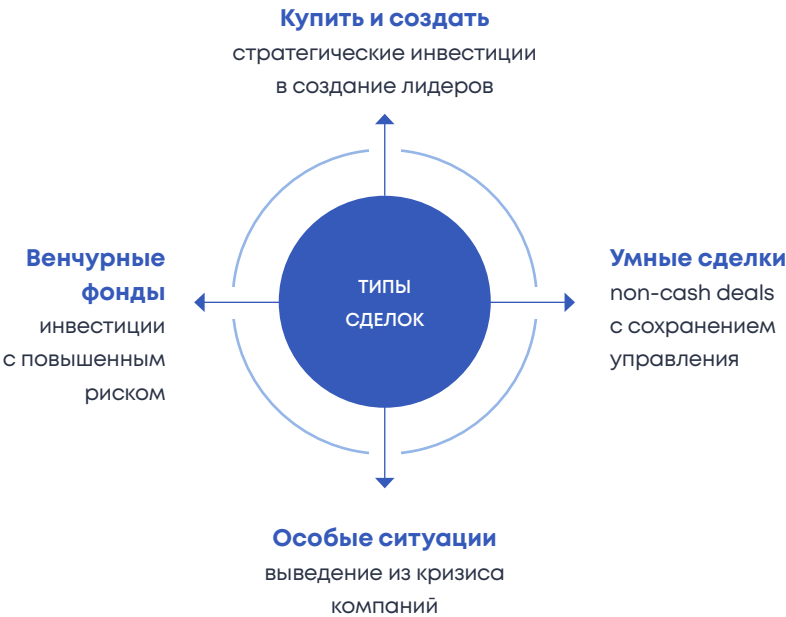 Купить и создать
стратегические инвестиции
в создание лидеров
Венчурные
фонды
инвестиции
с повышенным
риском
ТИПЫ
СДЕЛОК
Умные сделки
non-cash deals
с сохранением
управления
Особые ситуации
выведение из кризиса
компаний